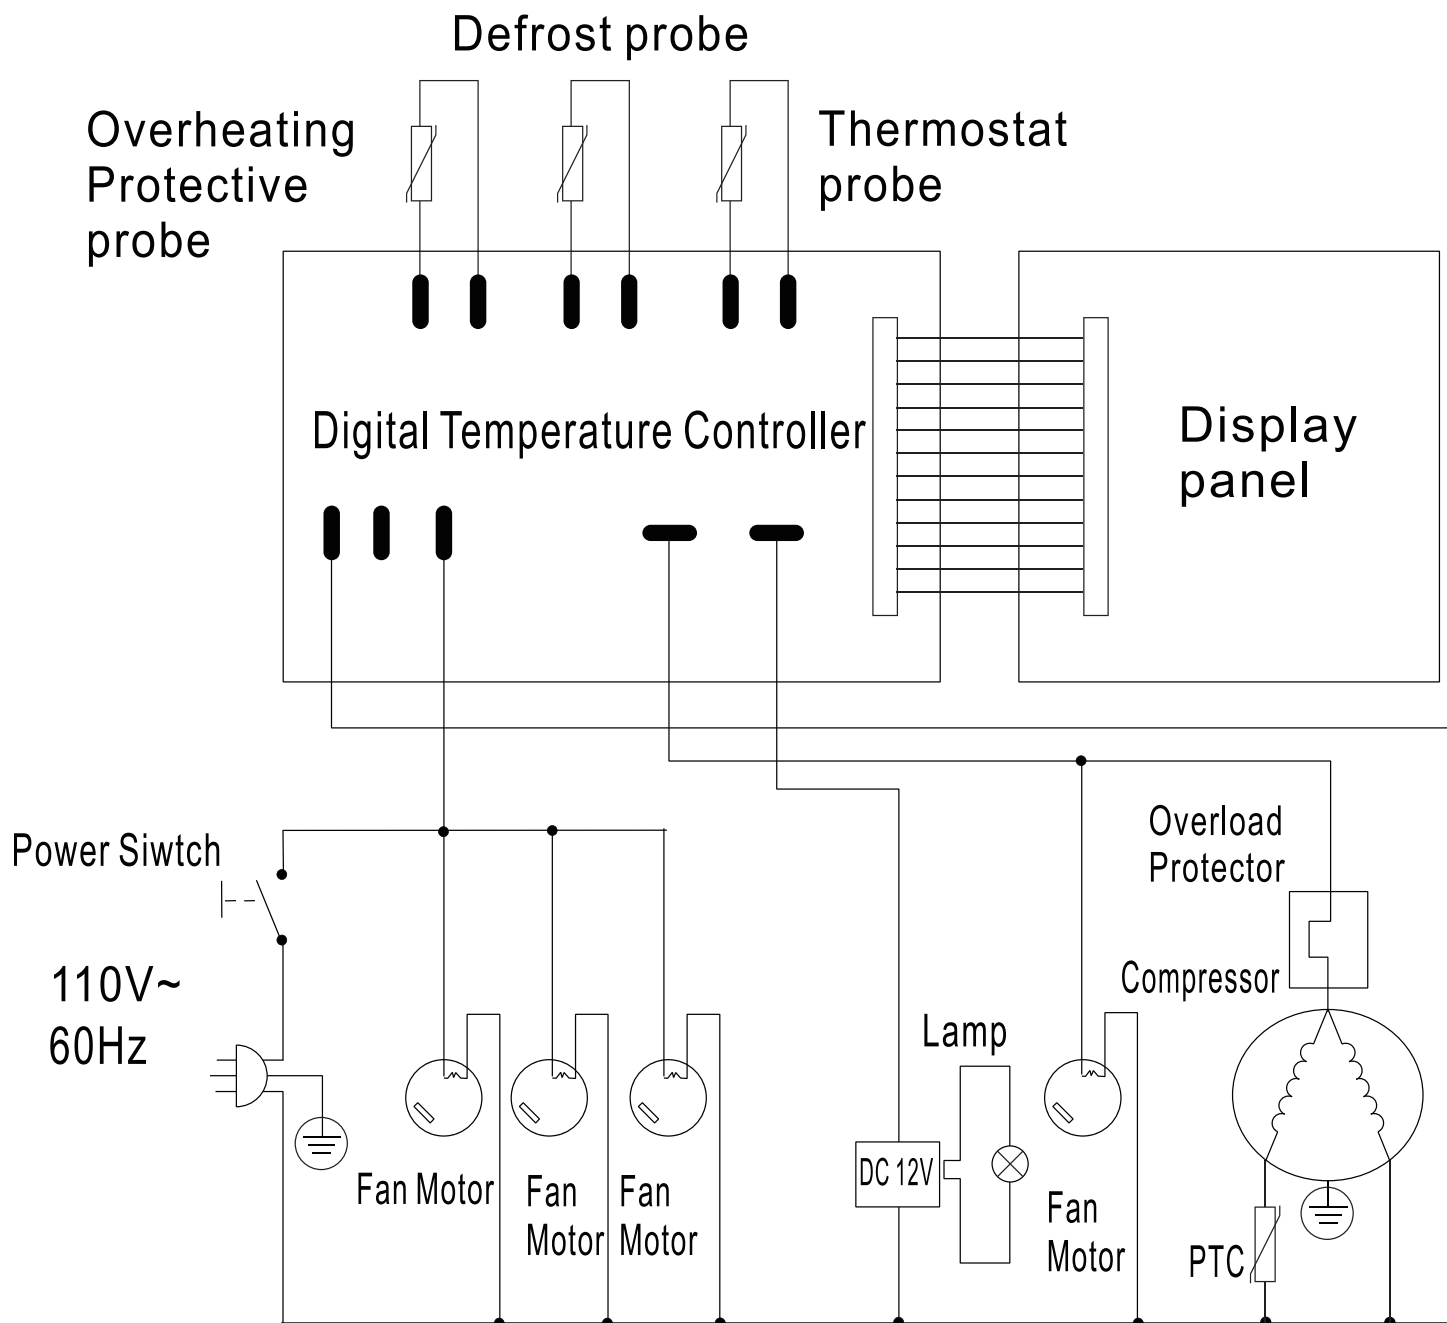 Defrost probe
Overheating
Protective
probe
Thermostat
probe
Digital Temperature Controller
Display
panel
Power Siwtch
110V~
60Hz
Overload
Protector
Compressor
Lamp
DC 12V
Fan Motor
Fan
Motor
Fan
Motor
Fan
Motor
PTC